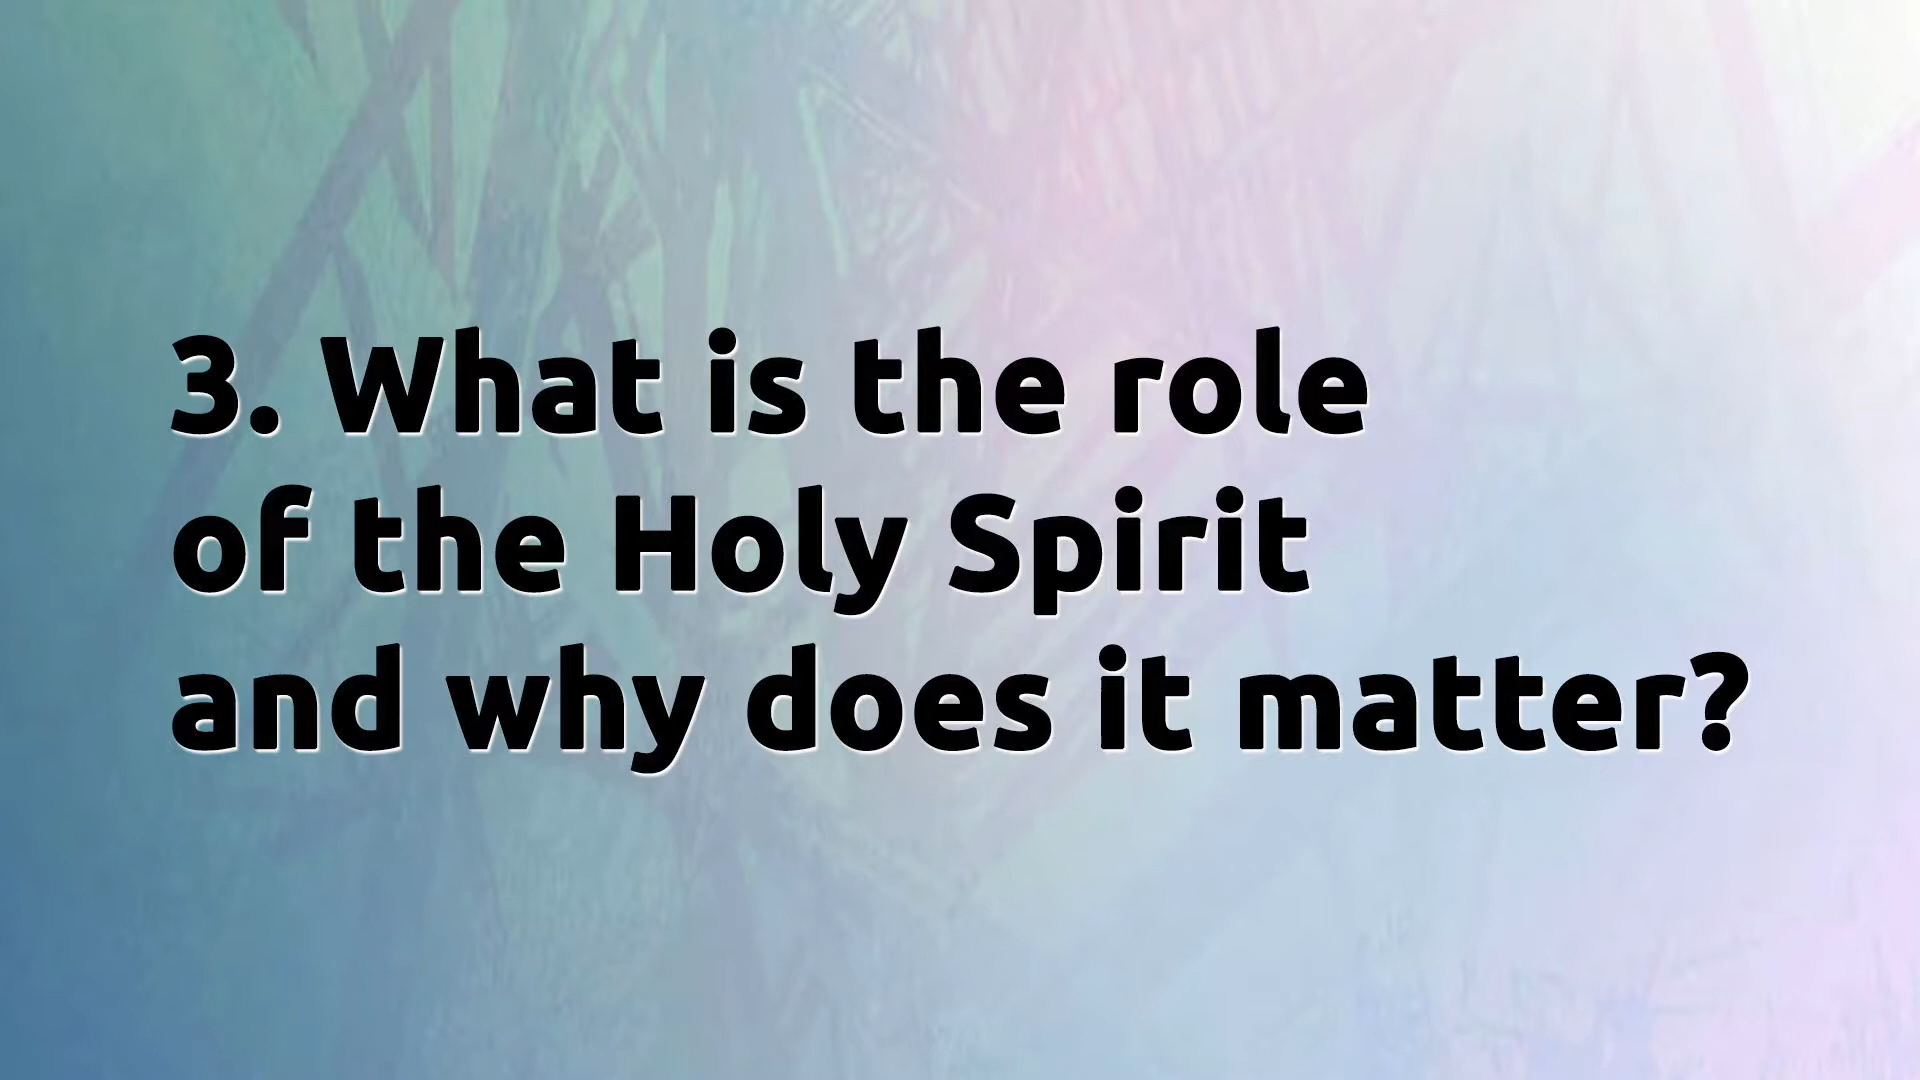 3. What is the role
of the Holy Spirit
and why does it matter?